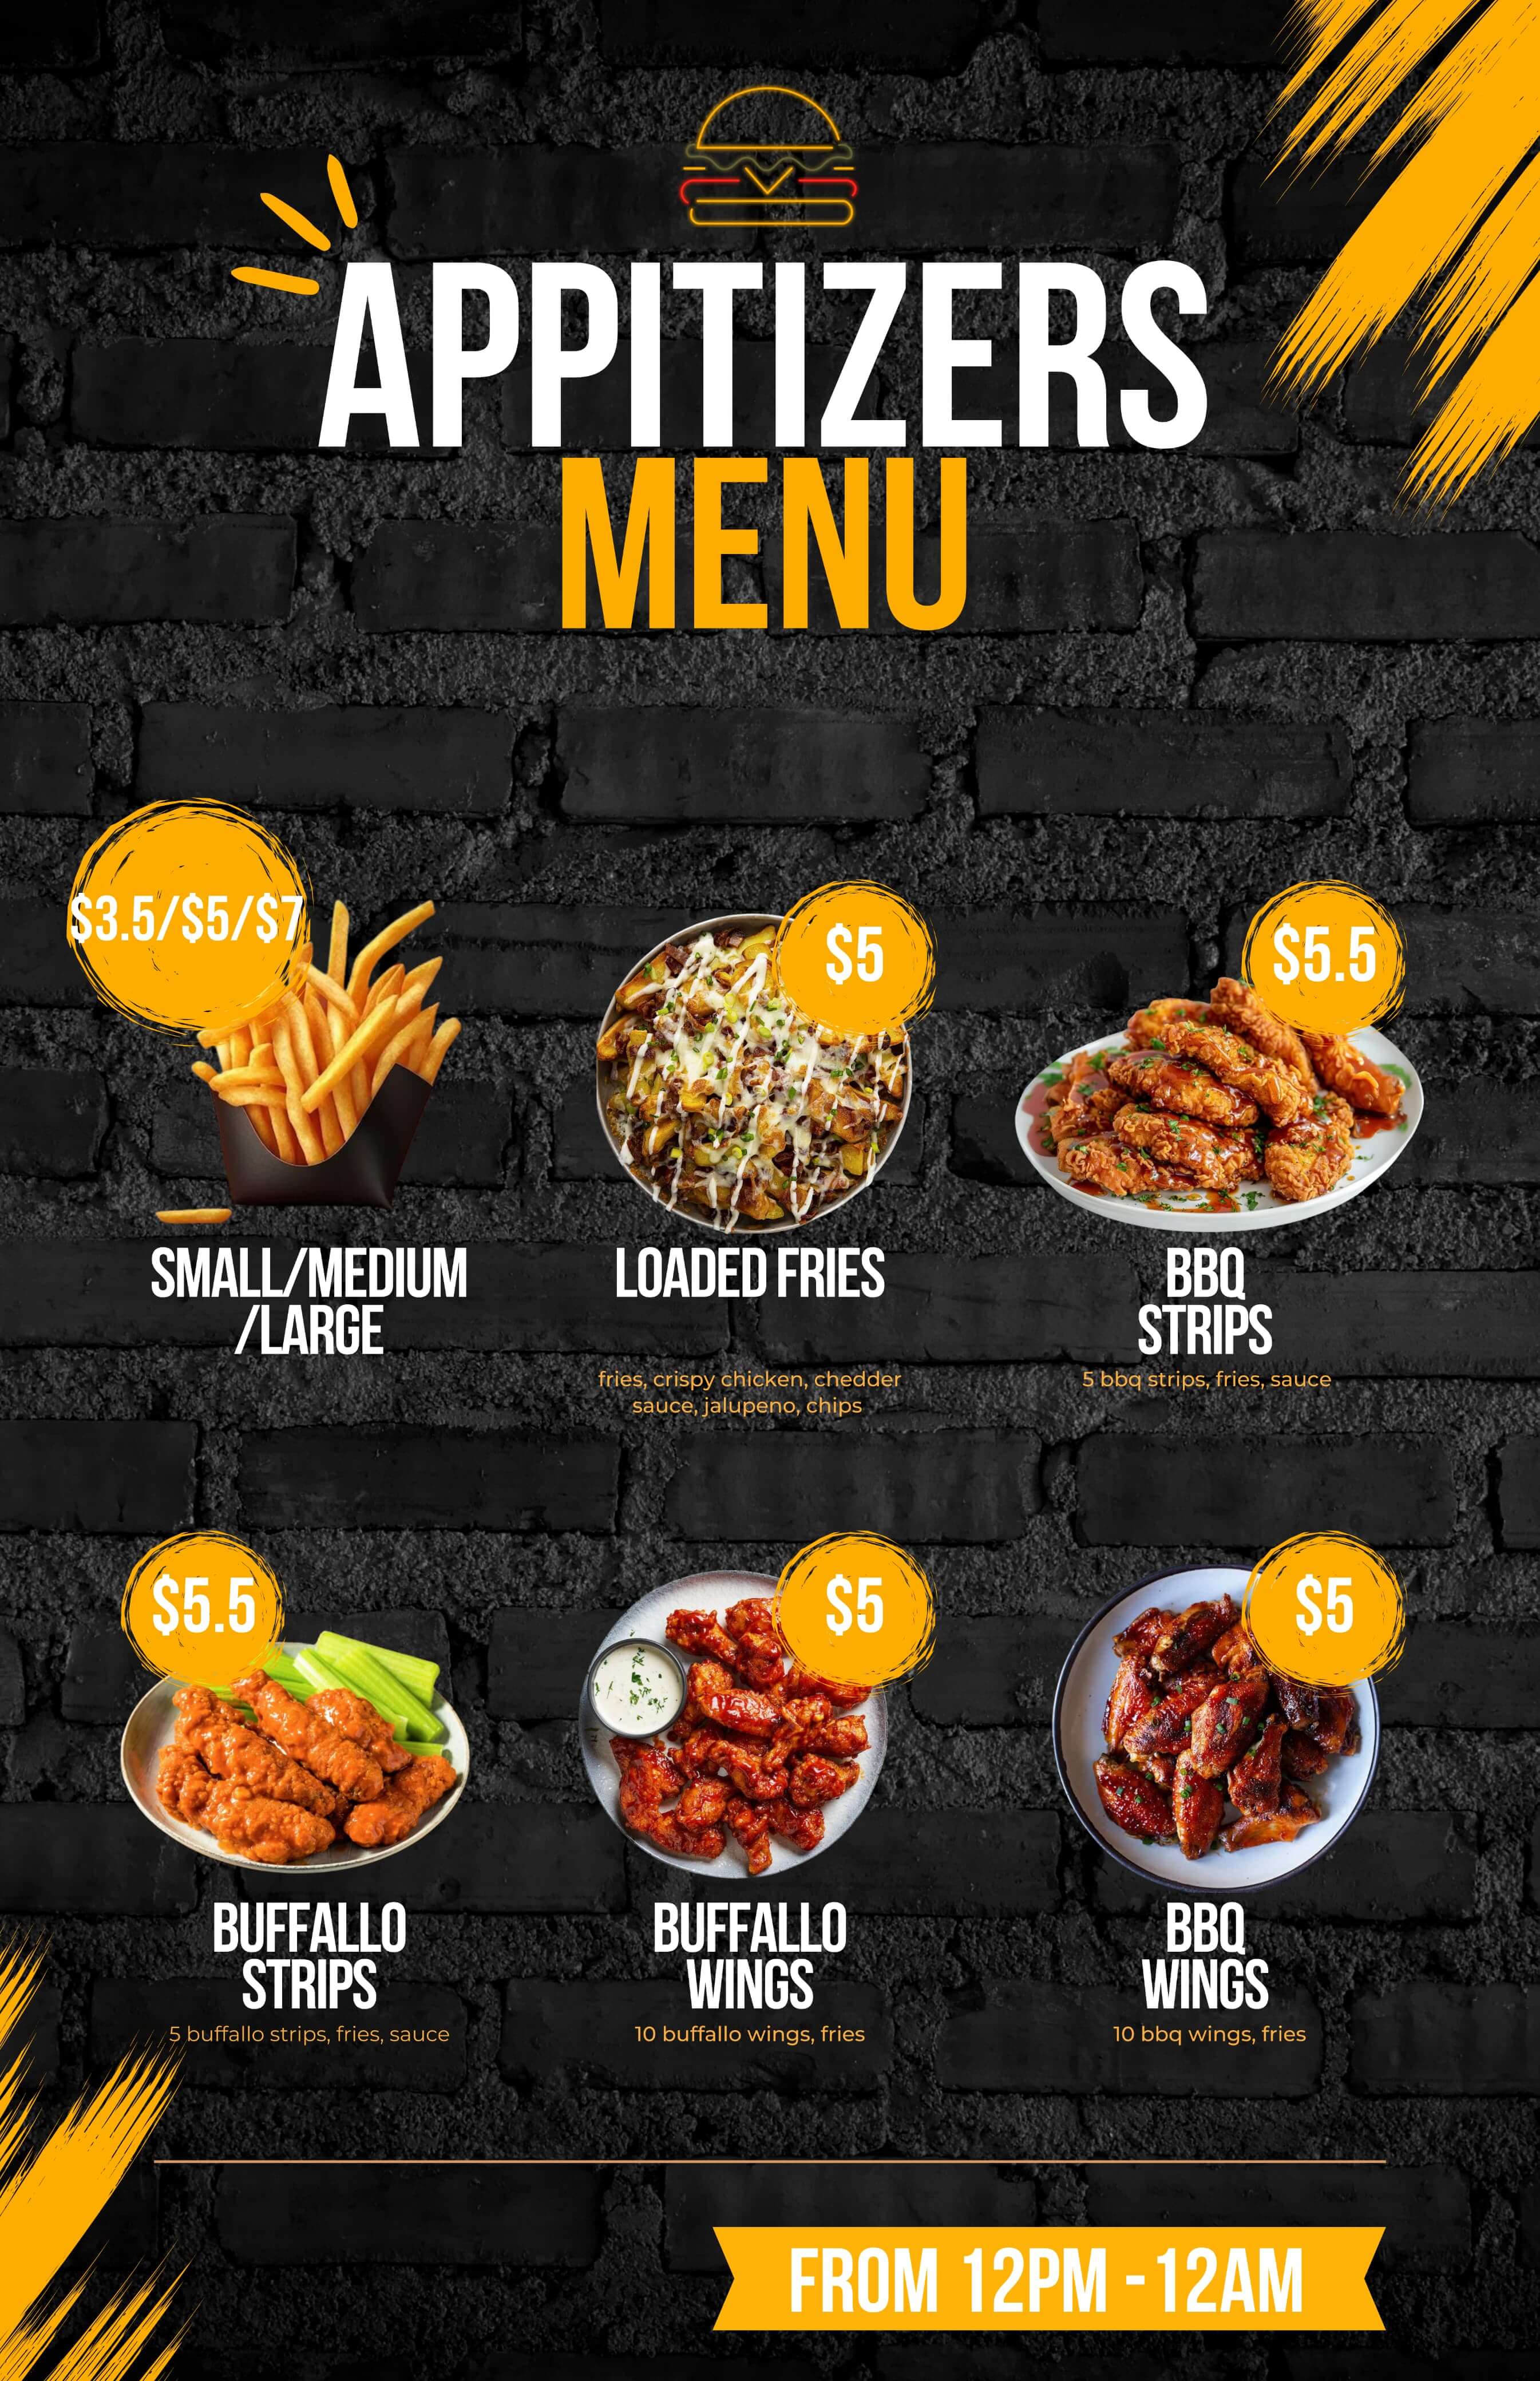 APPITIZERS
MENU
$3.5/$5/$7
$5
$5.5
SMALL/MEDIUM
/LARGE
LOADED FRIES
fries, crispy chicken, chedder
sauce, jalupeno, chips
BBQ
STRIPS
5 bbq strips, fries, sauce
$5.5
$5
$5
BUFFALLO
STRIPS
5 buffallo strips, fries, sauce
BUFFALLO
WINGS
10 buffallo wings, fries
BBQ
WINGS
10 bbq wings, fries
FROM 12PM -12AM